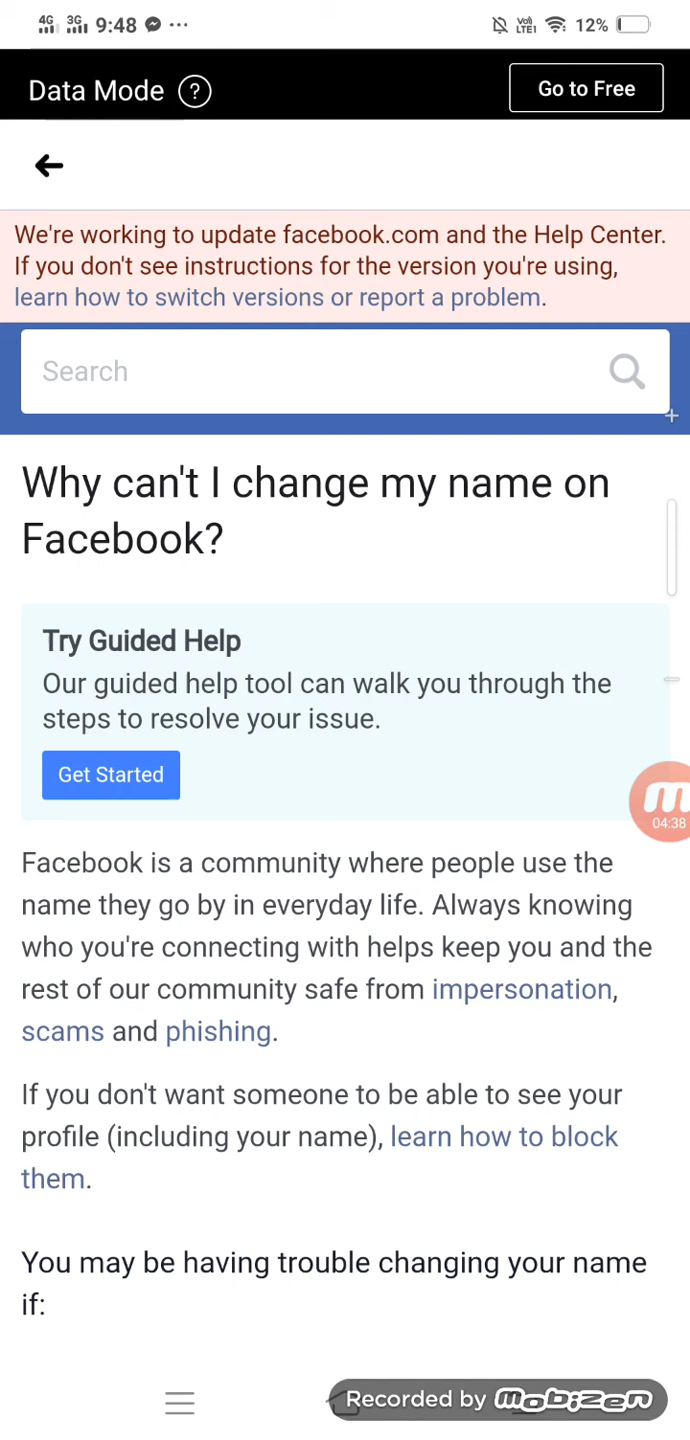 4G 3G 9:48 ... Vo) LTE1 12%
Data Mode ? Go to Free
We're working to update facebook.com and the Help Center.
If you don't see instructions for the version you're using,
learn how to switch versions or report a problem.
Search
+
Why can't I change my name on
Facebook?
Try Guided Help
Our guided help tool can walk you through the
steps to resolve your issue.
Get Started
m
04:38
Facebook is a community where people use the
name they go by in everyday life. Always knowing
who you're connecting with helps keep you and the
rest of our community safe from impersonation,
scams and phishing.
If you don't want someone to be able to see your
profile (including your name), learn how to block
them.
You may be having trouble changing your name
if:
Recorded by mobizen